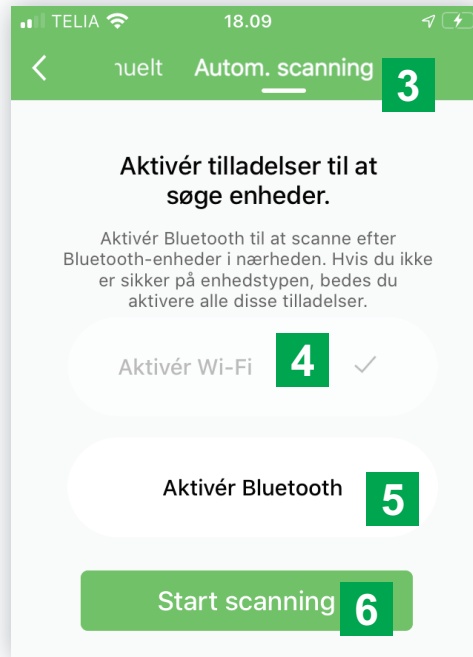 TELIA 18.09
nuelt Autom. scanning 3
Aktivér tilladelser til at
søge enheder.
Aktivér Bluetooth til at scanne efter
Bluetooth-enheder i nærheden. Hvis du ikke
er sikker på enhedstypen, bedes du
aktivere alle disse tilladelser.
Aktivér Wi-Fi 4
Aktivér Bluetooth 5
Start scanning 6